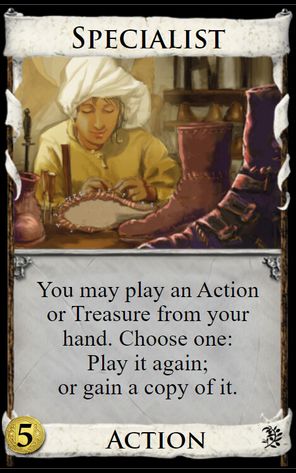 SPECIALIST
You may play an Action
or Treasure from your
hand. Choose one:
Play it again;
or gain a copy of it.
5
ACTION